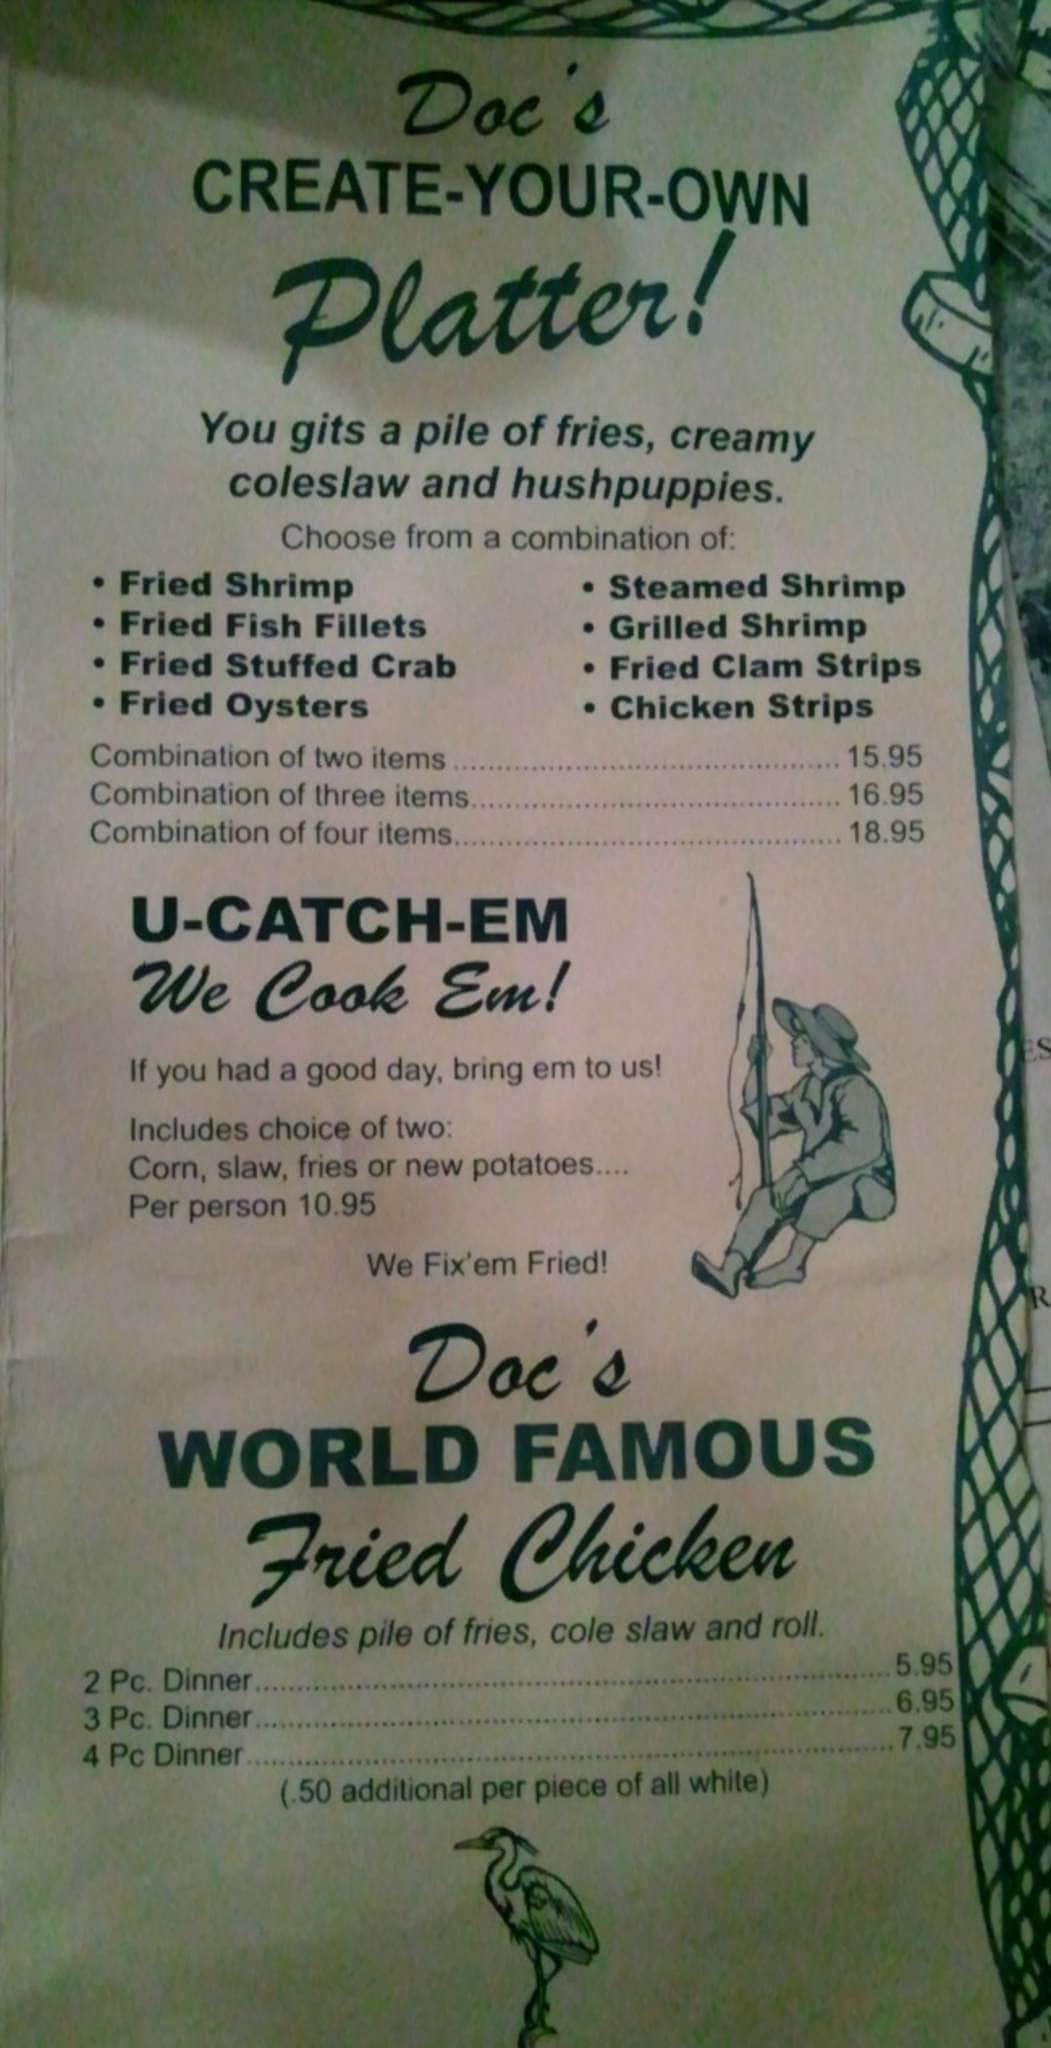 Doc's
CREATE-YOUR-OWN
Platter!
You gits a pile of fries, creamy
coleslaw and hushpuppies.
Choose from a combination of:
• Fried Shrimp
• Fried Fish Fillets
• Fried Stuffed Crab
• Fried Oysters
• Steamed Shrimp
• Grilled Shrimp
• Fried Clam Strips
• Chicken Strips
Combination of two items ............................................. 15.95
Combination of three items........................................... 16.95
Combination of four items............................................. 18.95
U-CATCH-EM
We Cook Em!
If you had a good day, bring em to us!
Includes choice of two:
Corn, slaw, fries or new potatoes....
Per person 10.95
We Fix'em Fried!
Doc's
WORLD FAMOUS
Fried Chicken
Includes pile of fries, cole slaw and roll.
2 Pc. Dinner............................................................................5.95
3 Pc. Dinner............................................................................6.95
4 Pc Dinner.............................................................................7.95
(.50 additional per piece of all white)
ES
R